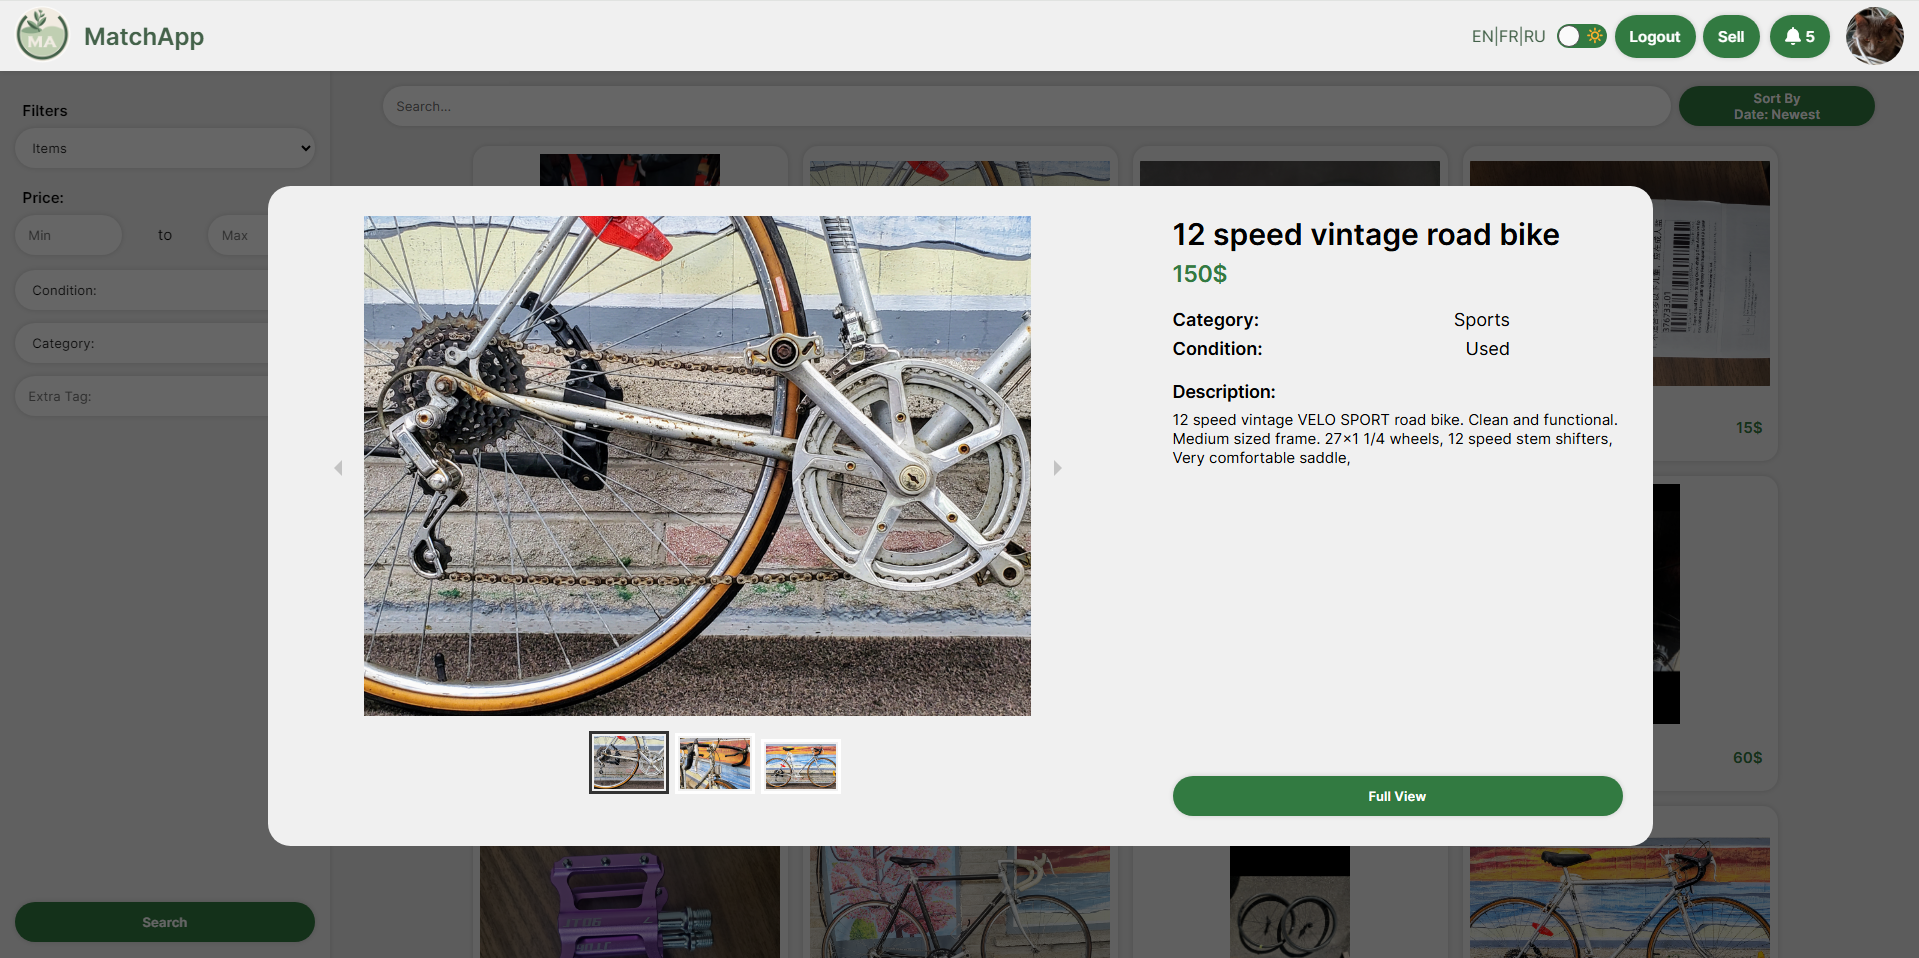 MA
MatchApp
EN|FR|RU
Logout
Sell
5
Filters
Items
Price:
Min
to
Max
Condition:
Category:
Extra Tag:
Search
Search...
Sort By
Date: Newest
12 speed vintage road bike
150$
Category:
Sports
Condition:
Used
Description:
12 speed vintage VELO SPORT road bike. Clean and functional.
Medium sized frame. 27x1 1/4 wheels, 12 speed stem shifters,
Very comfortable saddle,
Full View
37673.01
15$
60$